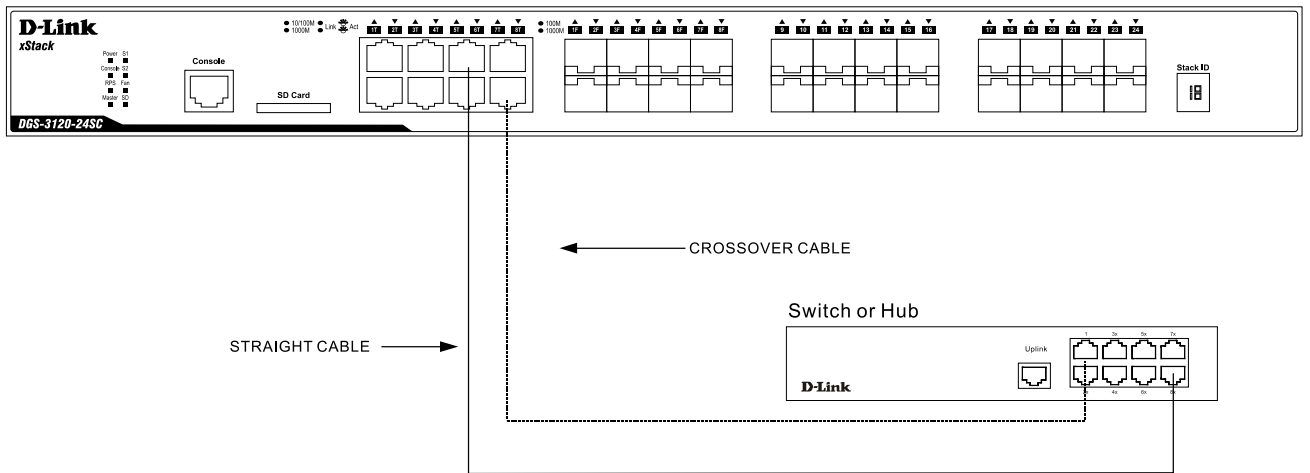 D-Link
xStack
Power S1
Console S2
RPS Fan
Master SD
DGS-3120-24SC
Console
SD Card
10/100M
1000M
Link
Act
1T 2T 3T 4T 5T 6T 7T 8T
100M
1000M
1F 2F 3F 4F 5F 6F 7F 8F
9 10 11 12 13 14 15 16
17 18 19 20 21 22 23 24
Stack ID
18
CROSSOVER CABLE
STRAIGHT CABLE
Switch or Hub
D-Link
Uplink
1 3x 5x 7x
4x 6x 8x